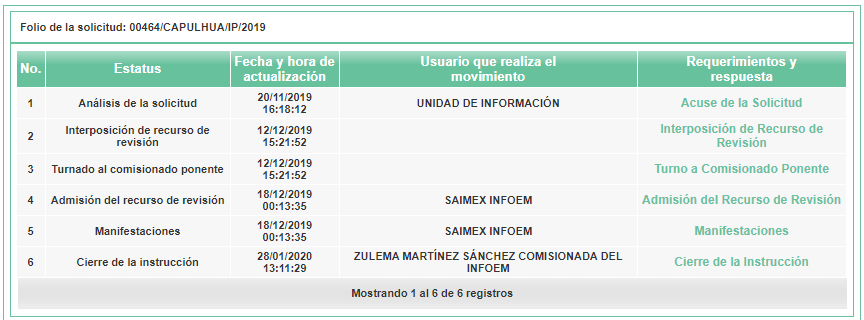 Folio de la solicitud: 00464/CAPULHUA/IP/2019
No. Estatus Fecha y hora de actualización Usuario que realiza el movimiento Requerimientos y respuesta
1 Análisis de la solicitud 20/11/2019 16:18:12 UNIDAD DE INFORMACIÓN Acuse de la Solicitud
2 Interposición de recurso de revisión 12/12/2019 15:21:52 Interposición de Recurso de Revisión
3 Turnado al comisionado ponente 12/12/2019 15:21:52 Turno a Comisionado Ponente
4 Admisión del recurso de revisión 18/12/2019 00:13:35 SAIMEX INFOEM Admisión del Recurso de Revisión
5 Manifestaciones 18/12/2019 00:13:35 SAIMEX INFOEM Manifestaciones
6 Cierre de la instrucción 28/01/2020 13:11:29 ZULEMA MARTÍNEZ SÁNCHEZ COMISIONADA DEL INFOEM Cierre de la Instrucción
Mostrando 1 al 6 de 6 registros